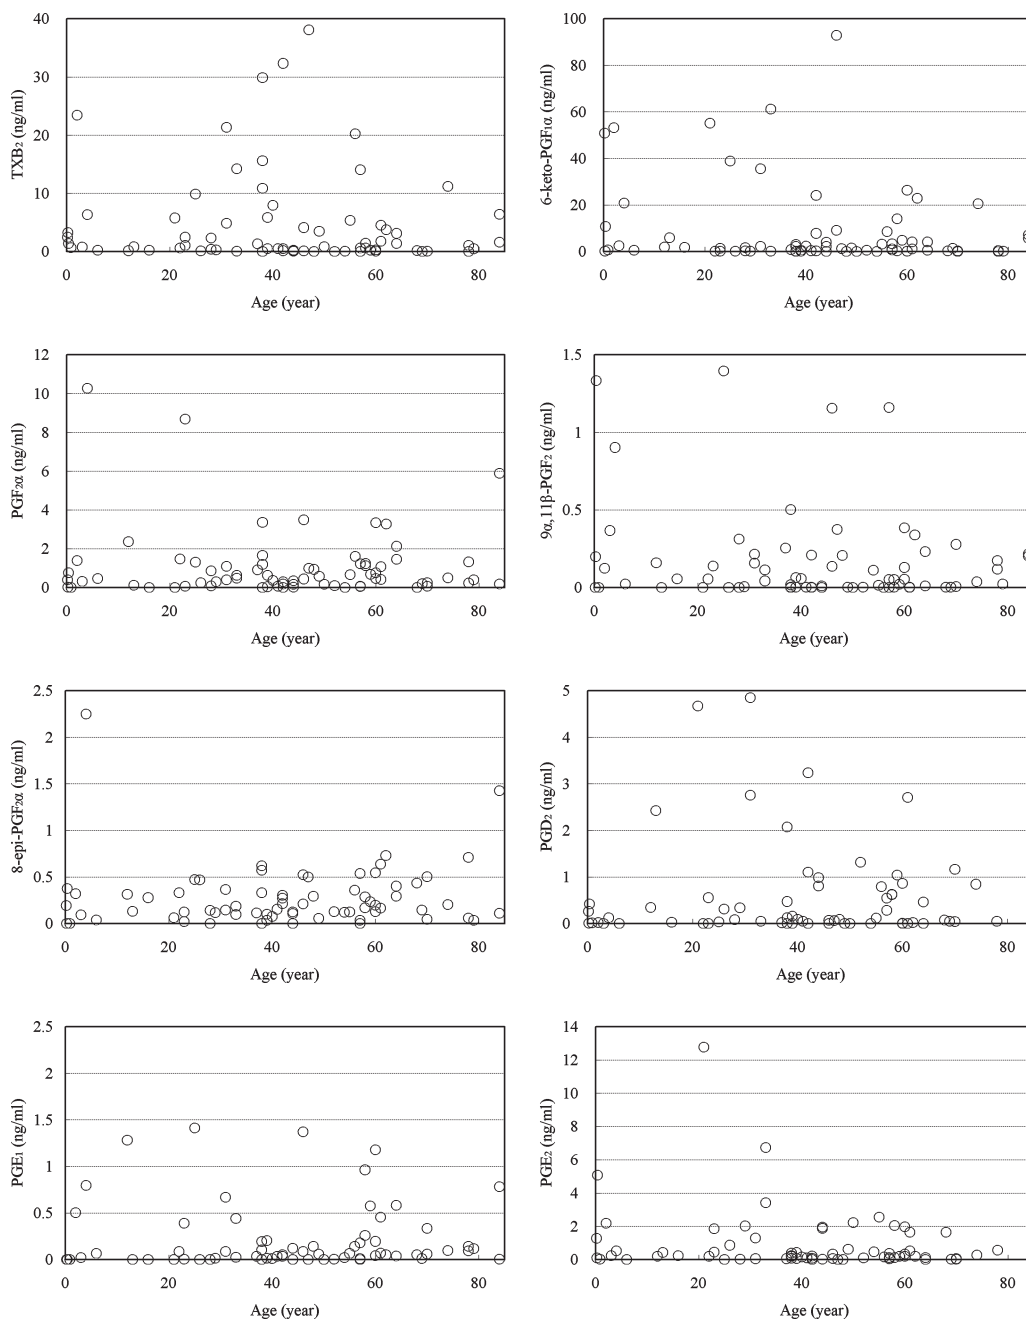 TXB₂ (ng/ml)
40
30
20
10
0
0 20 40 60 80
Age (year)
6-keto-PGF₁α (ng/ml)
100
80
60
40
20
0
0 20 40 60 80
Age (year)
PGF₂α (ng/ml)
12
10
8
6
4
2
0
0 20 40 60 80
Age (year)
9α,11β-PGF₂ (ng/ml)
1.5
1
0.5
0
0 20 40 60 80
Age (year)
8-epi-PGF₂α (ng/ml)
2.5
2
1.5
1
0.5
0
0 20 40 60 80
Age (year)
PGD₂ (ng/ml)
5
4
3
2
1
0
0 20 40 60 80
Age (year)
PGE₁ (ng/ml)
2.5
2
1.5
1
0.5
0
0 20 40 60 80
Age (year)
PGE₂ (ng/ml)
14
12
10
8
6
4
2
0
0 20 40 60 80
Age (year)